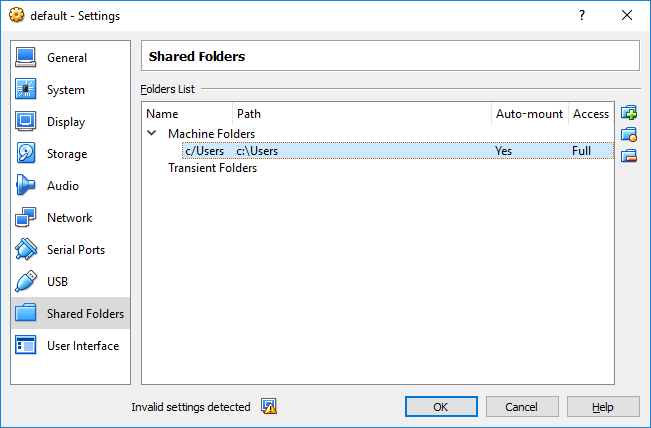 default - Settings ?
General
System
Display
Storage
Audio
Network
Serial Ports
USB
Shared Folders
User Interface
Shared Folders
Folders List
Name Path Auto-mount Access
Machine Folders
c/Users c:\Users Yes Full
Transient Folders
Invalid settings detected
OK Cancel Help